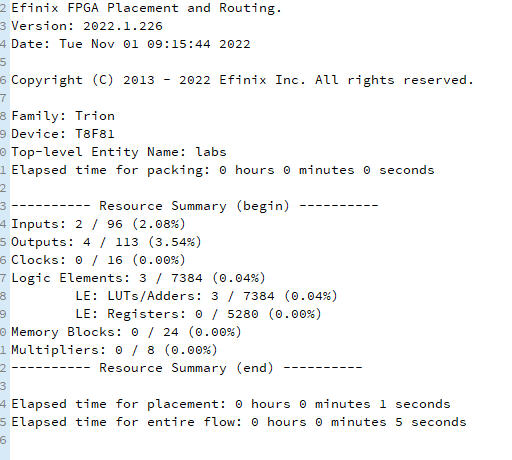 2 Efinix FPGA Placement and Routing.
3 Version: 2022.1.226
4 Date: Tue Nov 01 09:15:44 2022
5
6 Copyright (C) 2013 - 2022 Efinix Inc. All rights reserved.
7
8 Family: Trion
9 Device: T8F81
0 Top-level Entity Name: labs
1 Elapsed time for packing: 0 hours 0 minutes 0 seconds
2
3 ---------- Resource Summary (begin) ----------
4 Inputs: 2 / 96 (2.08%)
5 Outputs: 4 / 113 (3.54%)
6 Clocks: 0 / 16 (0.00%)
7 Logic Elements: 3 / 7384 (0.04%)
8 LE: LUTs/Adders: 3 / 7384 (0.04%)
9 LE: Registers: 0 / 5280 (0.00%)
0 Memory Blocks: 0 / 24 (0.00%)
1 Multipliers: 0 / 8 (0.00%)
2 ---------- Resource Summary (end) ----------
3
4 Elapsed time for placement: 0 hours 0 minutes 1 seconds
5 Elapsed time for entire flow: 0 hours 0 minutes 5 seconds
6